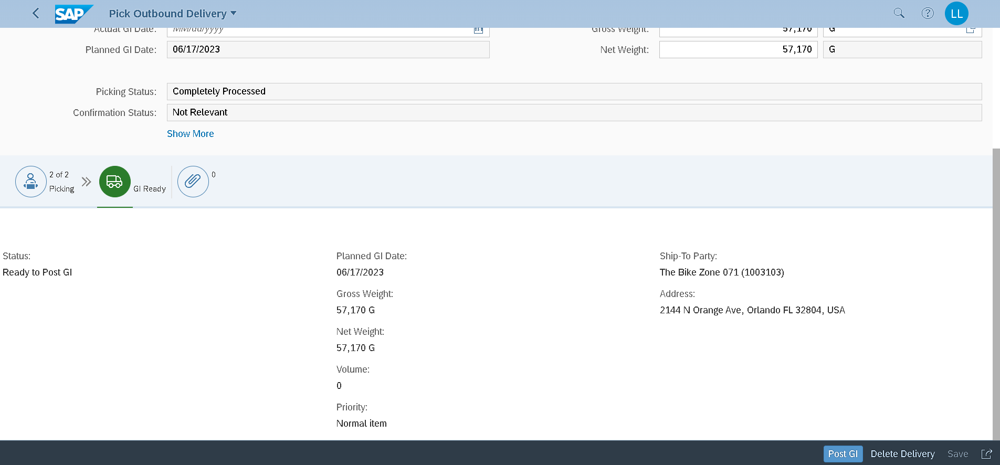 SAP Pick Outbound Delivery LL
Actual GI Date: MM/dd/yyyy Gross Weight: 57,170 G
Planned GI Date: 06/17/2023 Net Weight: 57,170 G
Picking Status: Completely Processed
Confirmation Status: Not Relevant
Show More
2 of 2 0
Picking GI Ready
Status: Planned GI Date: Ship-To Party:
Ready to Post GI 06/17/2023 The Bike Zone 071 (1003103)
Gross Weight: Address:
57,170 G 2144 N Orange Ave, Orlando FL 32804, USA
Net Weight:
57,170 G
Volume:
0
Priority:
Normal item
Post GI Delete Delivery Save